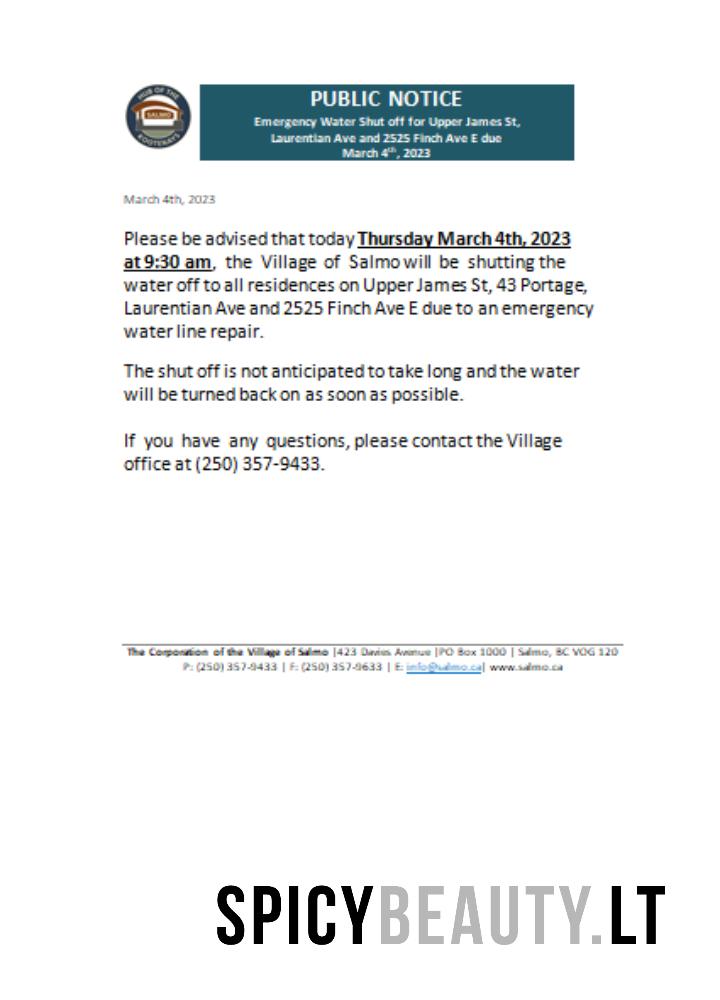 HUB OF THE
SALMO
KOOTENAYS
PUBLIC NOTICE
Emergency Water Shut off for Upper James St,
Laurentian Ave and 2525 Finch Ave E due
March 4th, 2023
March 4th, 2023
Please be advised that today Thursday March 4th, 2023
at 9:30 am, the Village of Salmo will be shutting the
water off to all residences on Upper James St, 43 Portage,
Laurentian Ave and 2525 Finch Ave E due to an emergency
water line repair.
The shut off is not anticipated to take long and the water
will be turned back on as soon as possible.
If you have any questions, please contact the Village
office at (250) 357-9433.
The Corporation of the Village of Salmo |423 Davies Avenue |PO Box 1000 | Salmo, BC V0G 1Z0
P: (250) 357-9433 | F: (250) 357-9633 | E: info@salmo.ca| www.salmo.ca
SPICYBEAUTY.LT